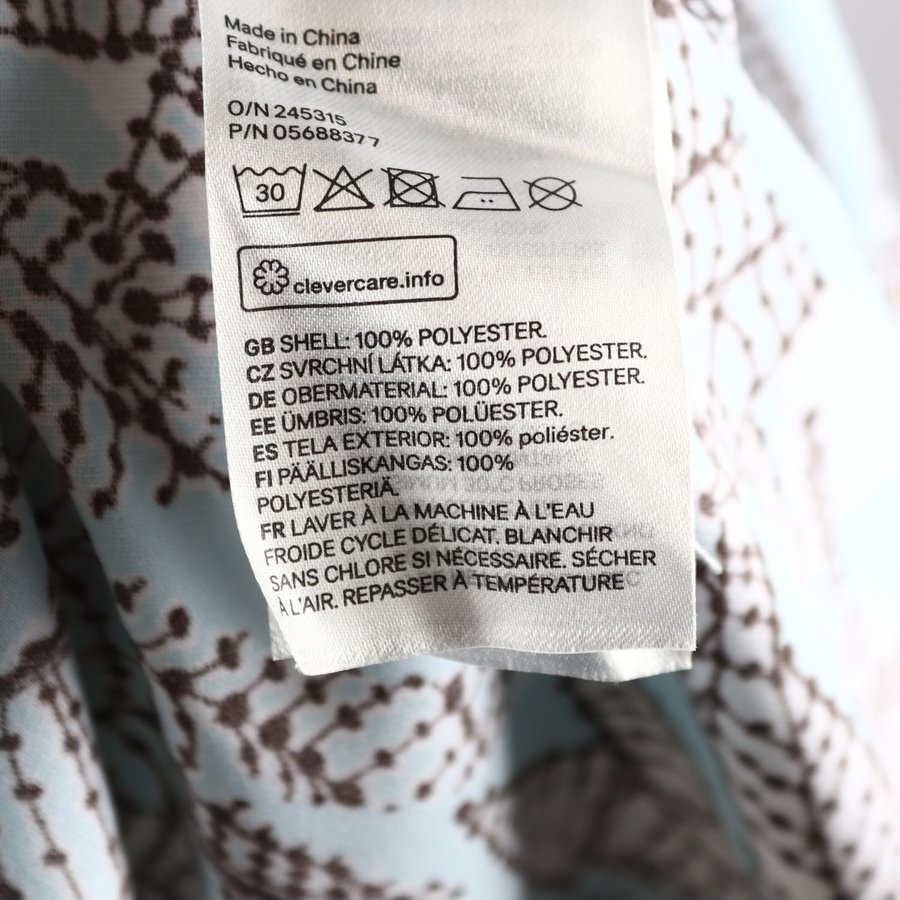 Made in China
Fabriqué en Chine
Hecho en China
O/N 245315
P/N 05688377
30
clevercare.info
GB SHELL: 100% POLYESTER.
CZ SVRCHNÍ LÁTKA: 100% POLYESTER.
DE OBERMATERIAL: 100% POLYESTER.
EE ÜMBRIS: 100% POLÜESTER.
ES TELA EXTERIOR: 100% poliéster.
FI PÄÄLLISKANGAS: 100%
POLYESTERIÄ.
FR LAVER À LA MACHINE À L'EAU
FROIDE CYCLE DÉLICAT. BLANCHIR
SANS CHLORE SI NÉCESSAIRE. SÉCHER
À L'AIR. REPASSER À TEMPÉRATURE